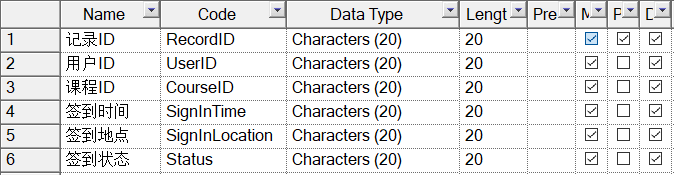 Name Code Data Type Lengt Pre M P D
1 记录ID RecordID Characters (20) 20
2 用户ID UserID Characters (20) 20
3 课程ID CourseID Characters (20) 20
4 签到时间 SignInTime Characters (20) 20
5 签到地点 SignInLocation Characters (20) 20
6 签到状态 Status Characters (20) 20